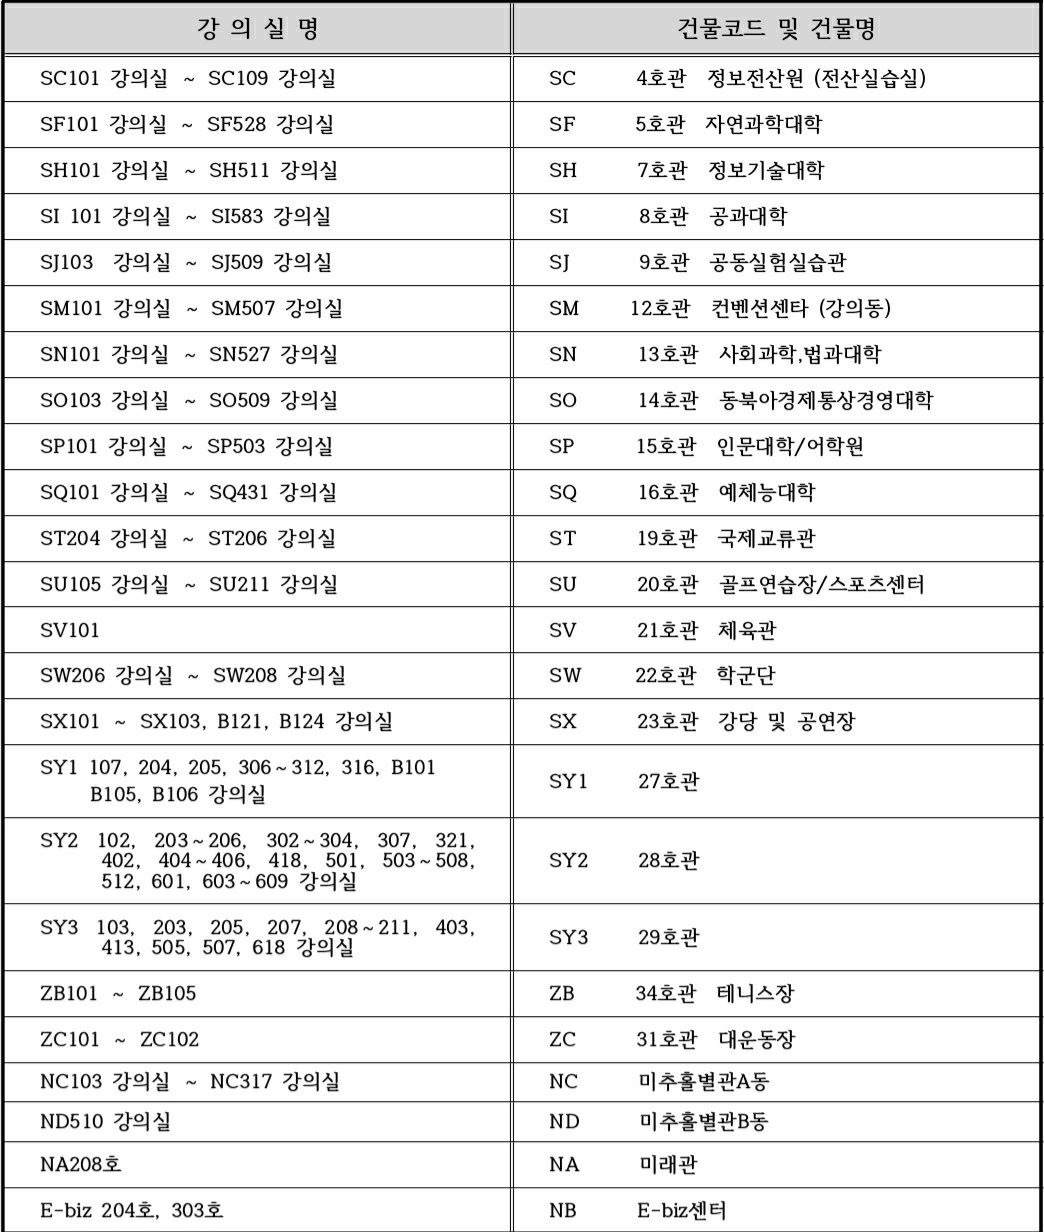 강 의 실 명 건물코드 및 건물명
SC101 강의실 ~ SC109 강의실 SC 4호관 정보전산원 (전산실습실)
SF101 강의실 ~ SF528 강의실 SF 5호관 자연과학대학
SH101 강의실 ~ SH511 강의실 SH 7호관 정보기술대학
SI 101 강의실 ~ SI583 강의실 SI 8호관 공과대학
SJ103 강의실 ~ SJ509 강의실 SJ 9호관 공동실험실습관
SM101 강의실 ~ SM507 강의실 SM 12호관 컨벤션센타 (강의동)
SN101 강의실 ~ SN527 강의실 SN 13호관 사회과학,법과대학
SO103 강의실 ~ SO509 강의실 SO 14호관 동북아경제통상경영대학
SP101 강의실 ~ SP503 강의실 SP 15호관 인문대학/어학원
SQ101 강의실 ~ SQ431 강의실 SQ 16호관 예체능대학
ST204 강의실 ~ ST206 강의실 ST 19호관 국제교류관
SU105 강의실 ~ SU211 강의실 SU 20호관 골프연습장/스포츠센터
SV101 SV 21호관 체육관
SW206 강의실 ~ SW208 강의실 SW 22호관 학군단
SX101 ~ SX103, B121, B124 강의실 SX 23호관 강당 및 공연장
SY1 107, 204, 205, 306~312, 316, B101
B105, B106 강의실
SY1 27호관
SY2 102, 203~206, 302~304, 307, 321,
402, 404~406, 418, 501, 503~508,
512, 601, 603~609 강의실
SY2 28호관
SY3 103, 203, 205, 207, 208~211, 403,
413, 505, 507, 618 강의실
SY3 29호관
ZB101 ~ ZB105 ZB 34호관 테니스장
ZC101 ~ ZC102 ZC 31호관 대운동장
NC103 강의실 ~ NC317 강의실 NC 미추홀별관A동
ND510 강의실 ND 미추홀별관B동
NA208호 NA 미래관
E-biz 204호, 303호 NB E-biz센터